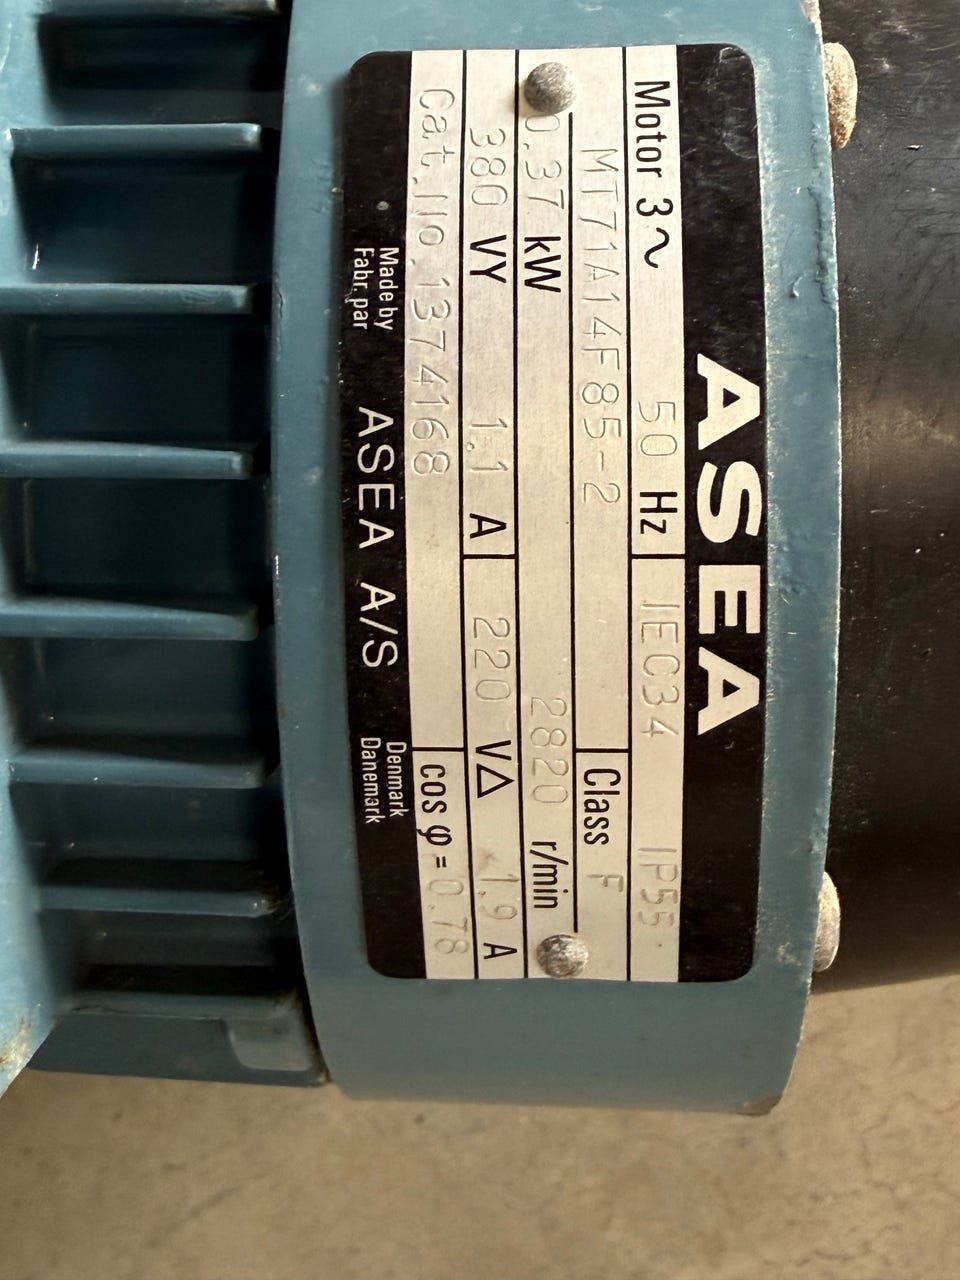 ASEA
Motor 3~ 50 Hz IEC34 IP55
MT71A14F85-2 Class F
0.37 kW 2820 r/min
380 VY 1.1 A 220 V△ 1.9 A
Cat.no.1374168 cos φ = 0.78
Made by ASEA A/S Denmark
Fabr. par Danemark